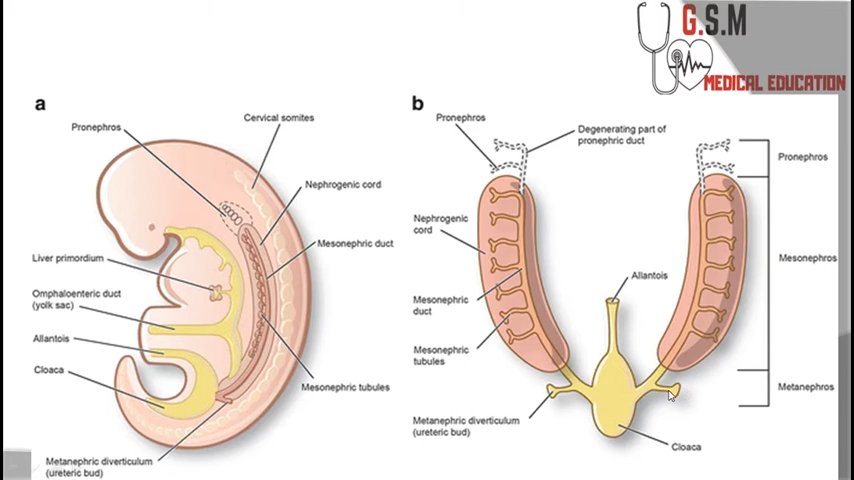 G.S.M
MEDICAL EDUCATION
a
Pronephros
Cervical somites
Nephrogenic cord
Mesonephric duct
Liver primordium
Omphaloenteric duct
(yolk sac)
Allantois
Cloaca
Mesonephric tubules
Metanephric diverticulum
(ureteric bud)
b
Pronephros
Degenerating part of
pronephric duct
Pronephros
Nephrogenic
cord
Mesonephros
Allantois
Mesonephric
duct
Mesonephric
tubules
Metanephros
Metanephric diverticulum
(ureteric bud)
Cloaca